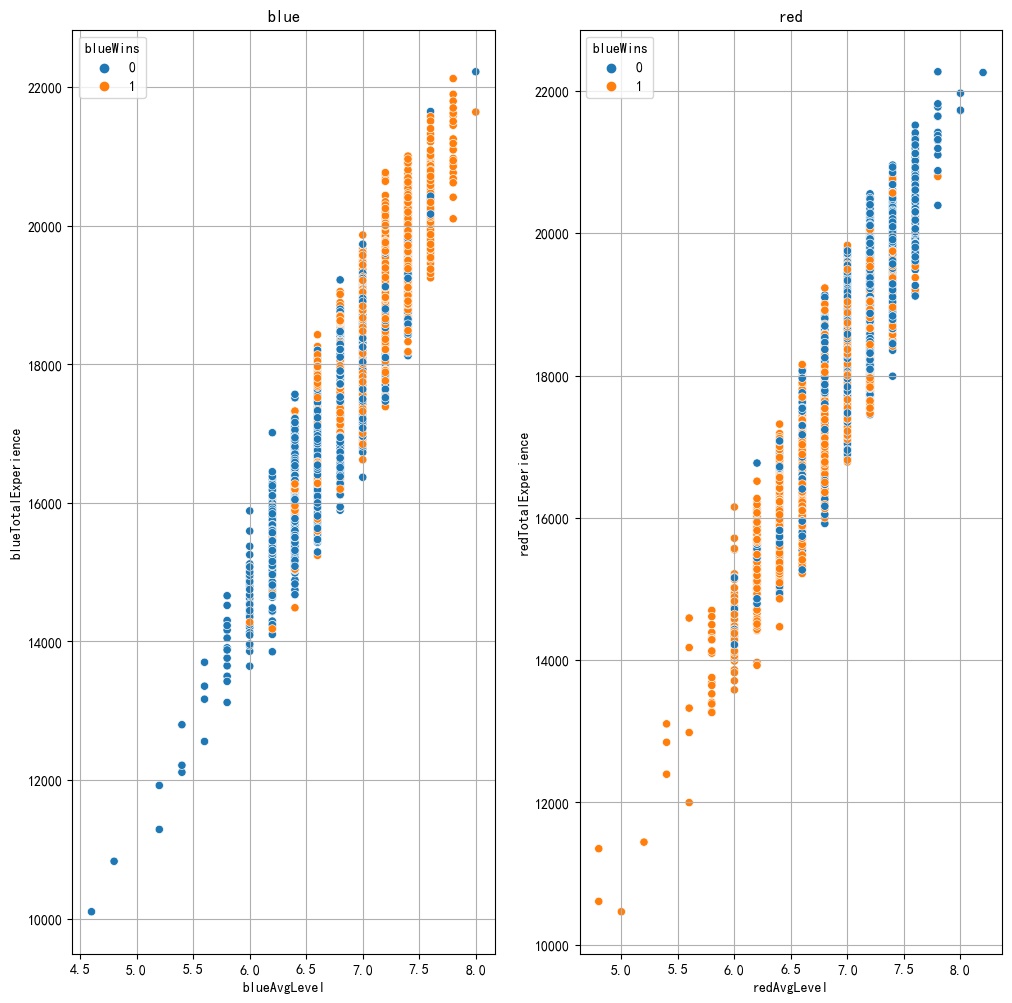 blue
blueWins
0
1
22000
20000
18000
16000
14000
12000
10000
blueTotalExperience
4.5 5.0 5.5 6.0 6.5 7.0 7.5 8.0
blueAvgLevel
red
blueWins
0
1
22000
20000
18000
16000
14000
12000
10000
redTotalExperience
5.0 5.5 6.0 6.5 7.0 7.5 8.0
redAvgLevel